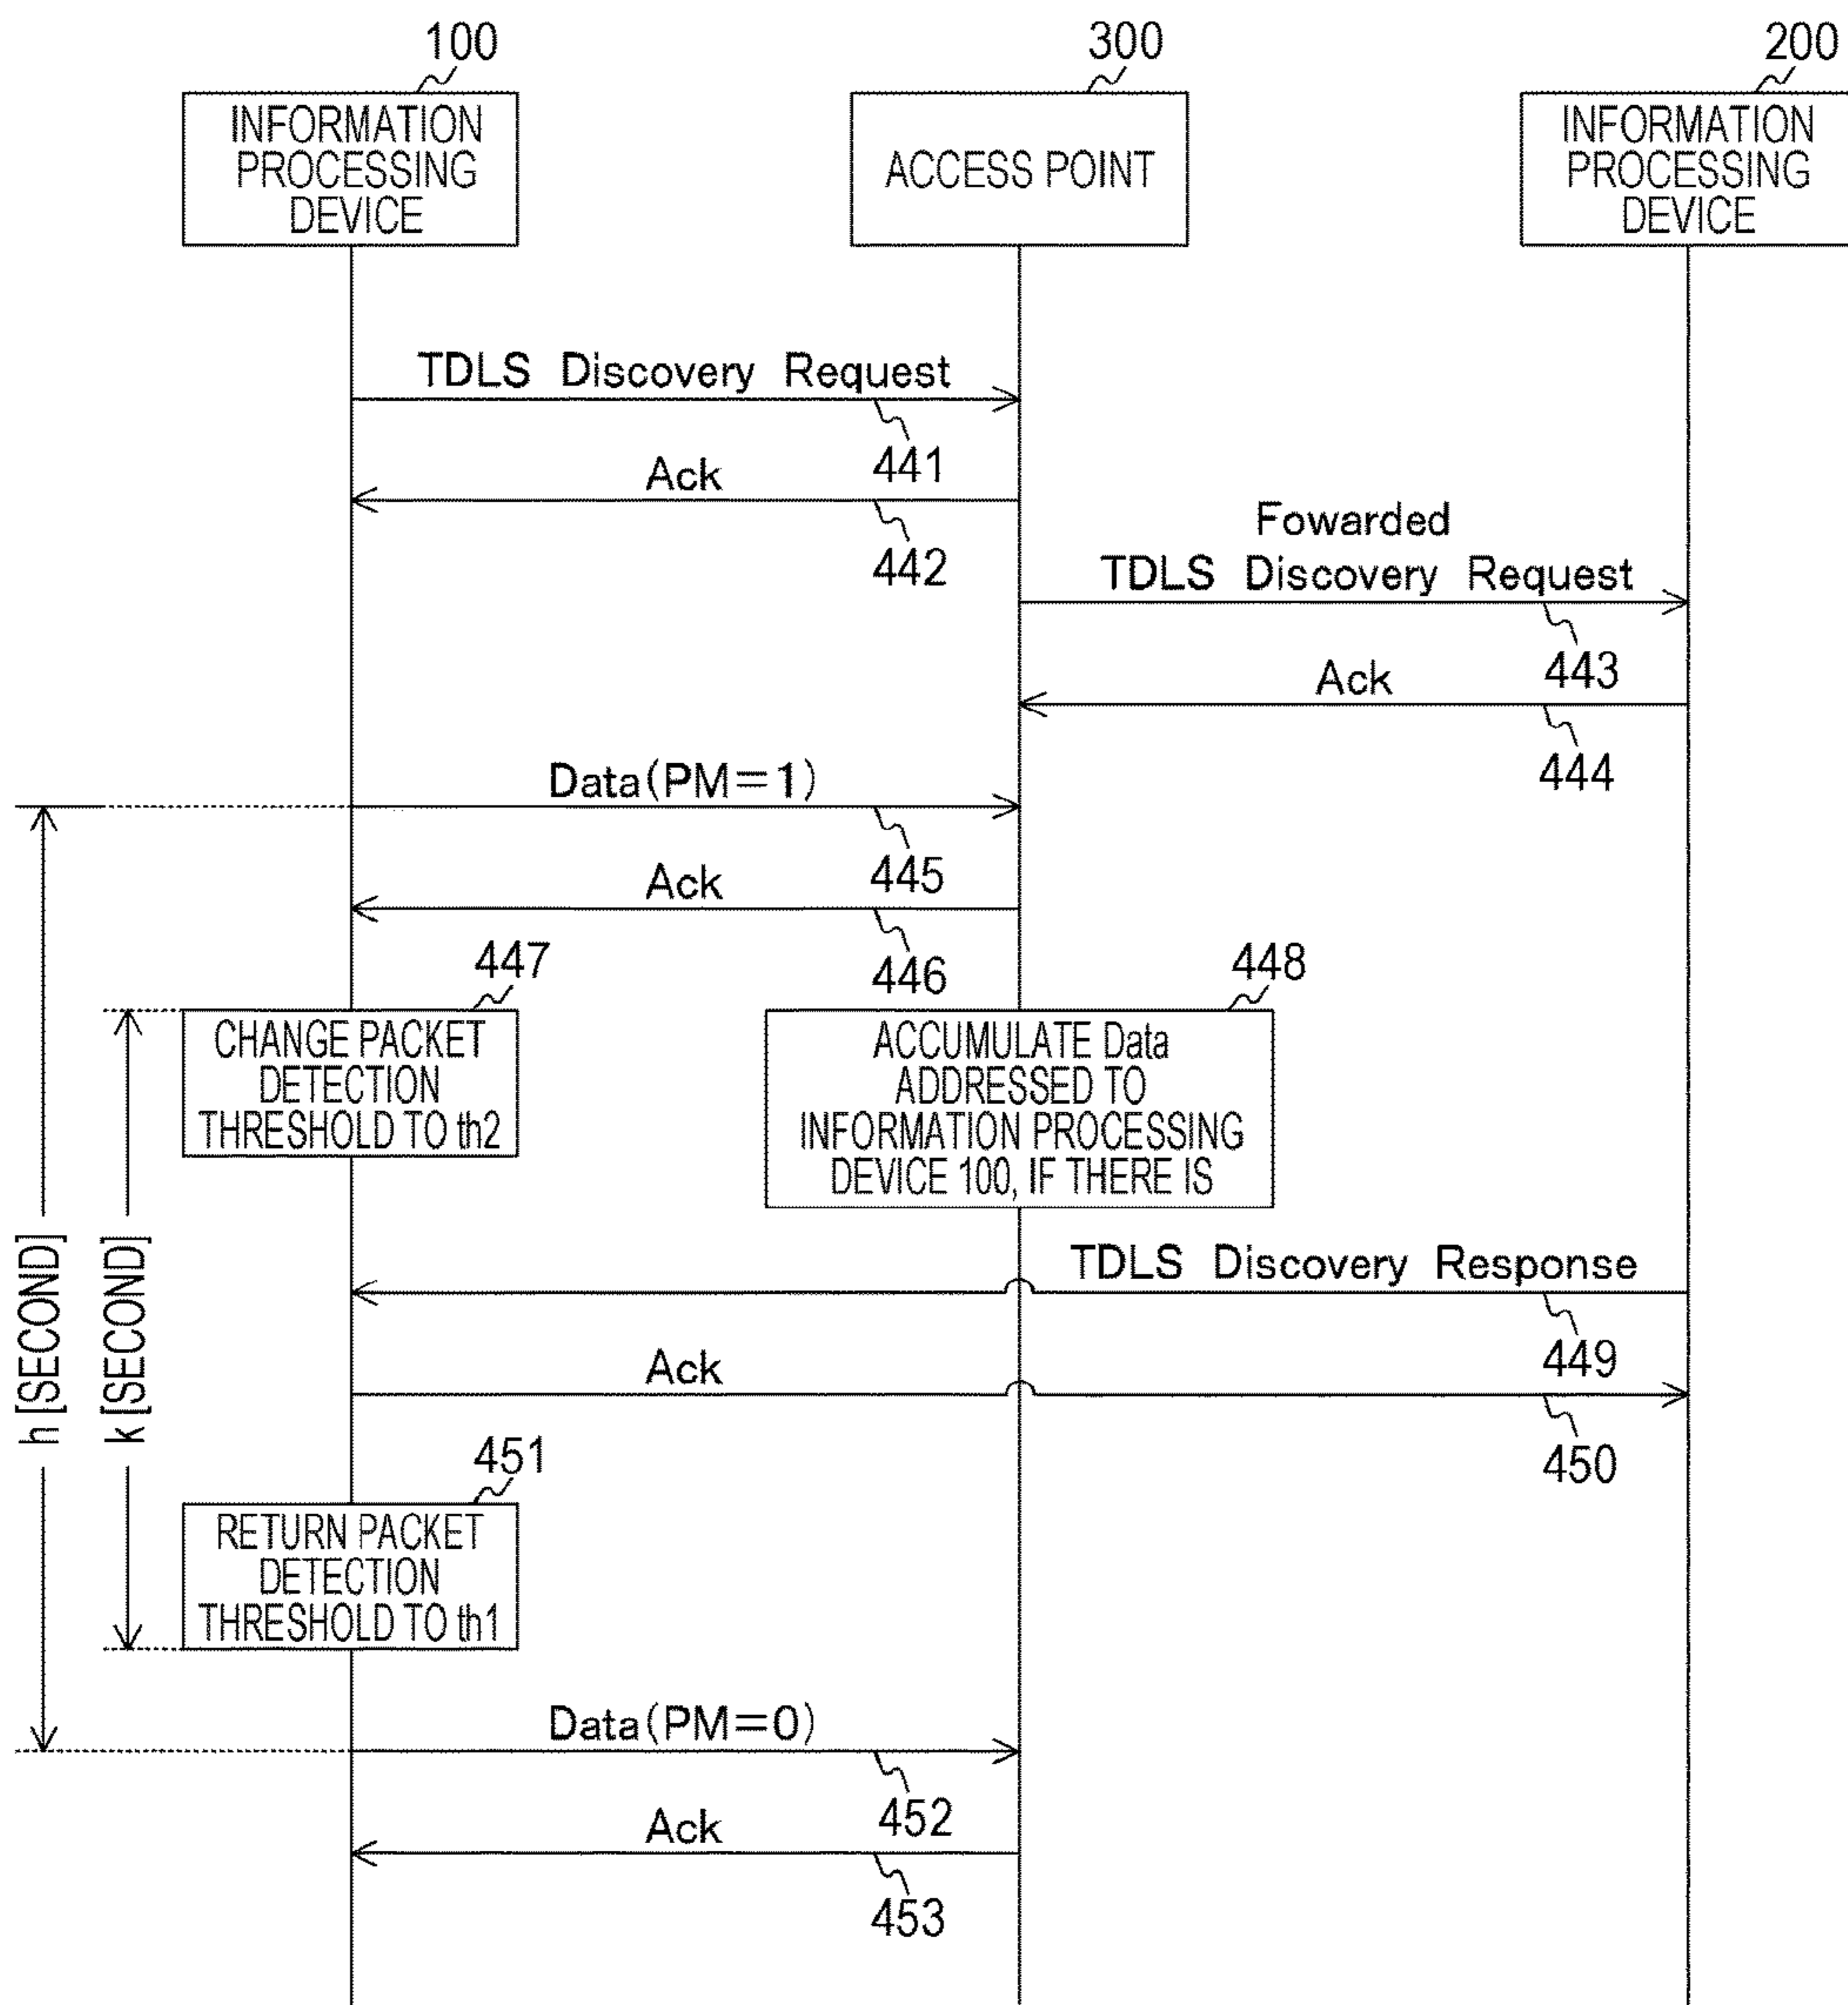 100
300
200
INFORMATION
PROCESSING
DEVICE
ACCESS POINT
INFORMATION
PROCESSING
DEVICE
TDLS Discovery Request
441
Ack
442
Fowarded
TDLS Discovery Request
443
Ack
444
Data(PM=1)
445
Ack
446
447
CHANGE PACKET
DETECTION
THRESHOLD TO th2
448
ACCUMULATE Data
ADDRESSED TO
INFORMATION PROCESSING
DEVICE 100, IF THERE IS
h [SECOND]
k [SECOND]
TDLS Discovery Response
449
Ack
450
451
RETURN PACKET
DETECTION
THRESHOLD TO th1
Data(PM=0)
452
Ack
453